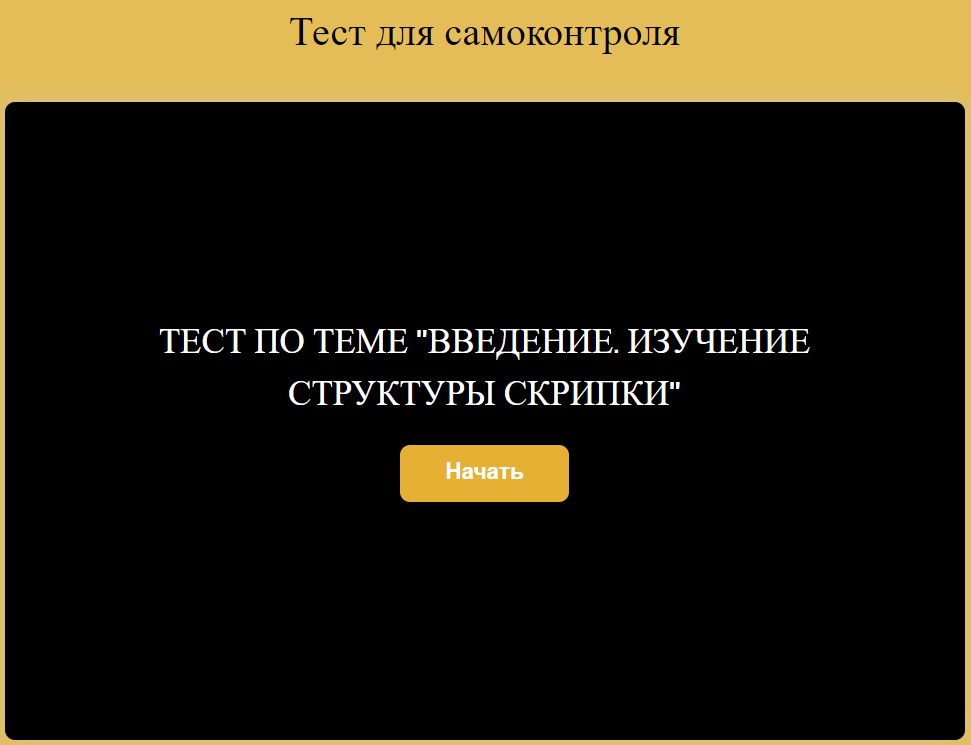 Тест для самоконтроля
ТЕСТ ПО ТЕМЕ "ВВЕДЕНИЕ. ИЗУЧЕНИЕ
СТРУКТУРЫ СКРИПКИ"
Начать